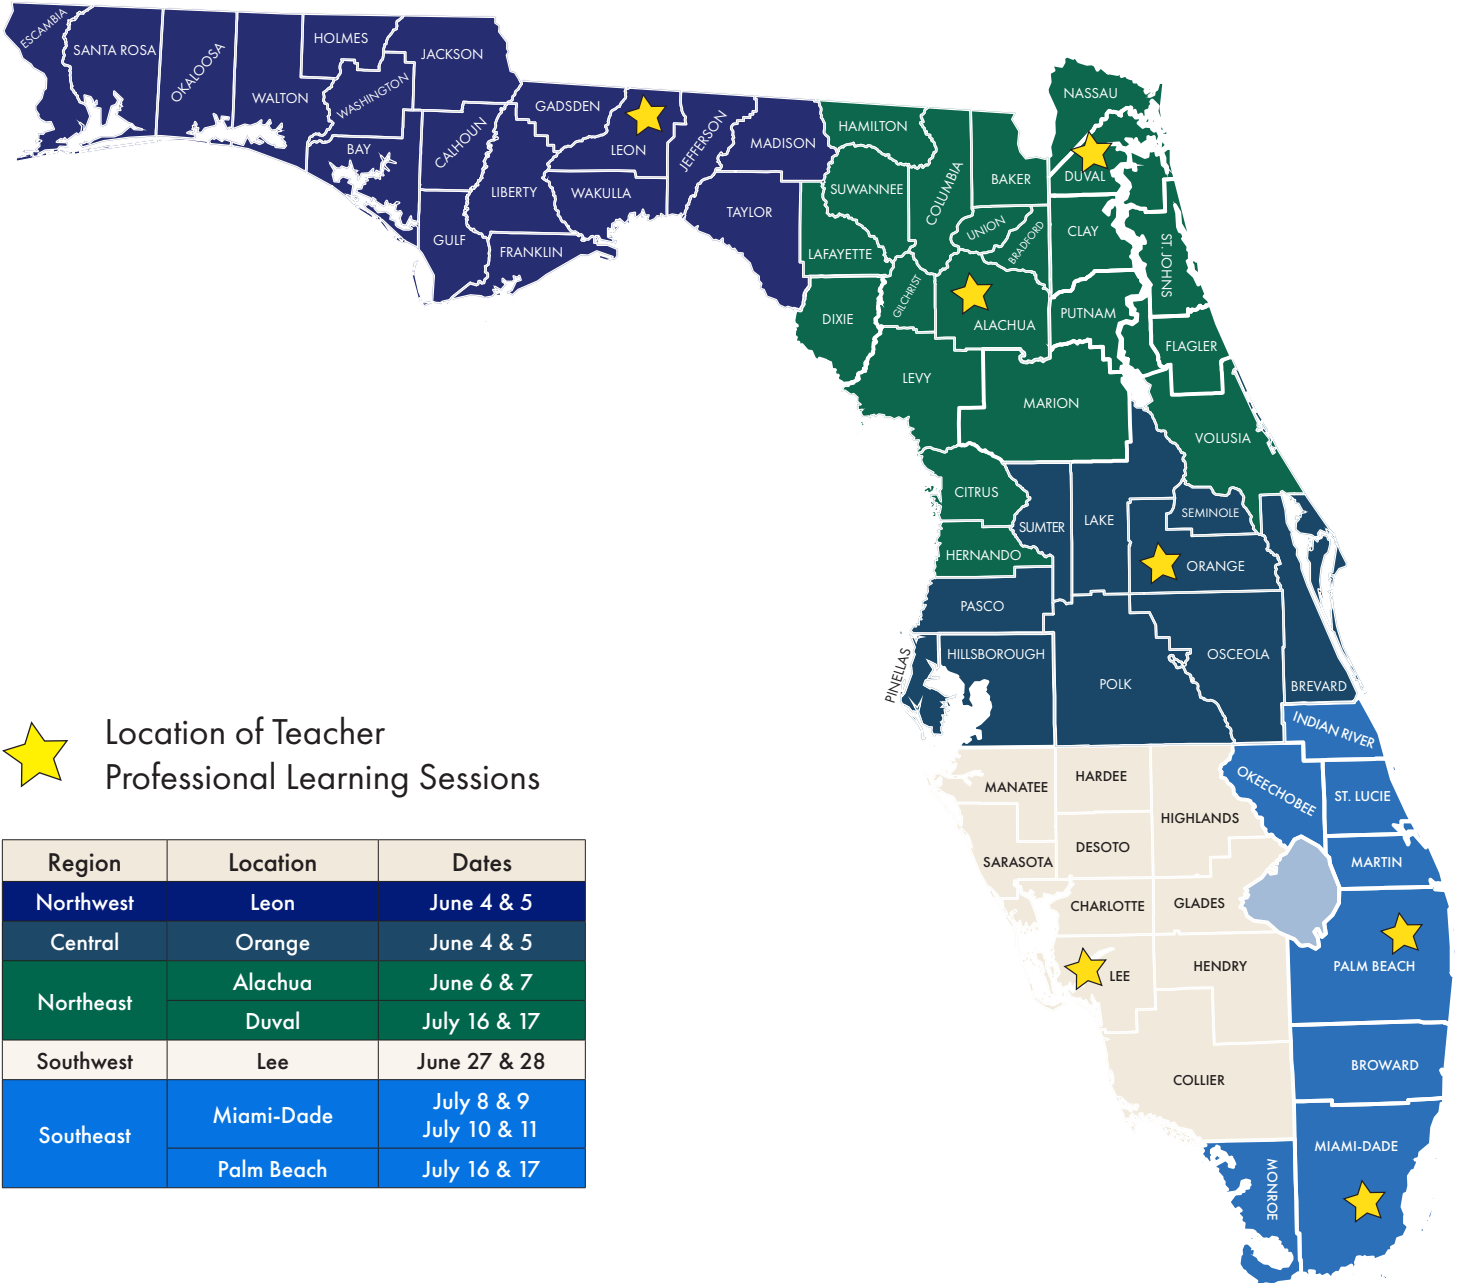 ESCAMBIA
SANTA ROSA
OKALOOSA
WALTON
HOLMES
WASHINGTON
JACKSON
BAY
CALHOUN
GULF
LIBERTY
GADSDEN
FRANKLIN
LEON
WAKULLA
JEFFERSON
MADISON
TAYLOR
HAMILTON
SUWANNEE
LAFAYETTE
DIXIE
COLUMBIA
GILCHRIST
BAKER
UNION
BRADFORD
ALACHUA
LEVY
NASSAU
DUVAL
CLAY
ST. JOHNS
PUTNAM
FLAGLER
MARION
VOLUSIA
CITRUS
HERNANDO
SUMTER
LAKE
SEMINOLE
ORANGE
PASCO
PINELLAS
HILLSBOROUGH
POLK
OSCEOLA
BREVARD
INDIAN RIVER
OKEECHOBEE
ST. LUCIE
MARTIN
MANATEE
HARDEE
HIGHLANDS
SARASOTA
DESOTO
CHARLOTTE
GLADES
LEE
HENDRY
PALM BEACH
BROWARD
COLLIER
MIAMI-DADE
MONROE
Location of Teacher
Professional Learning Sessions
Region Location Dates
Northwest Leon June 4 & 5
Central Orange June 4 & 5
Northeast Alachua June 6 & 7
Duval July 16 & 17
Southwest Lee June 27 & 28
Southeast Miami-Dade July 8 & 9
July 10 & 11
Palm Beach July 16 & 17